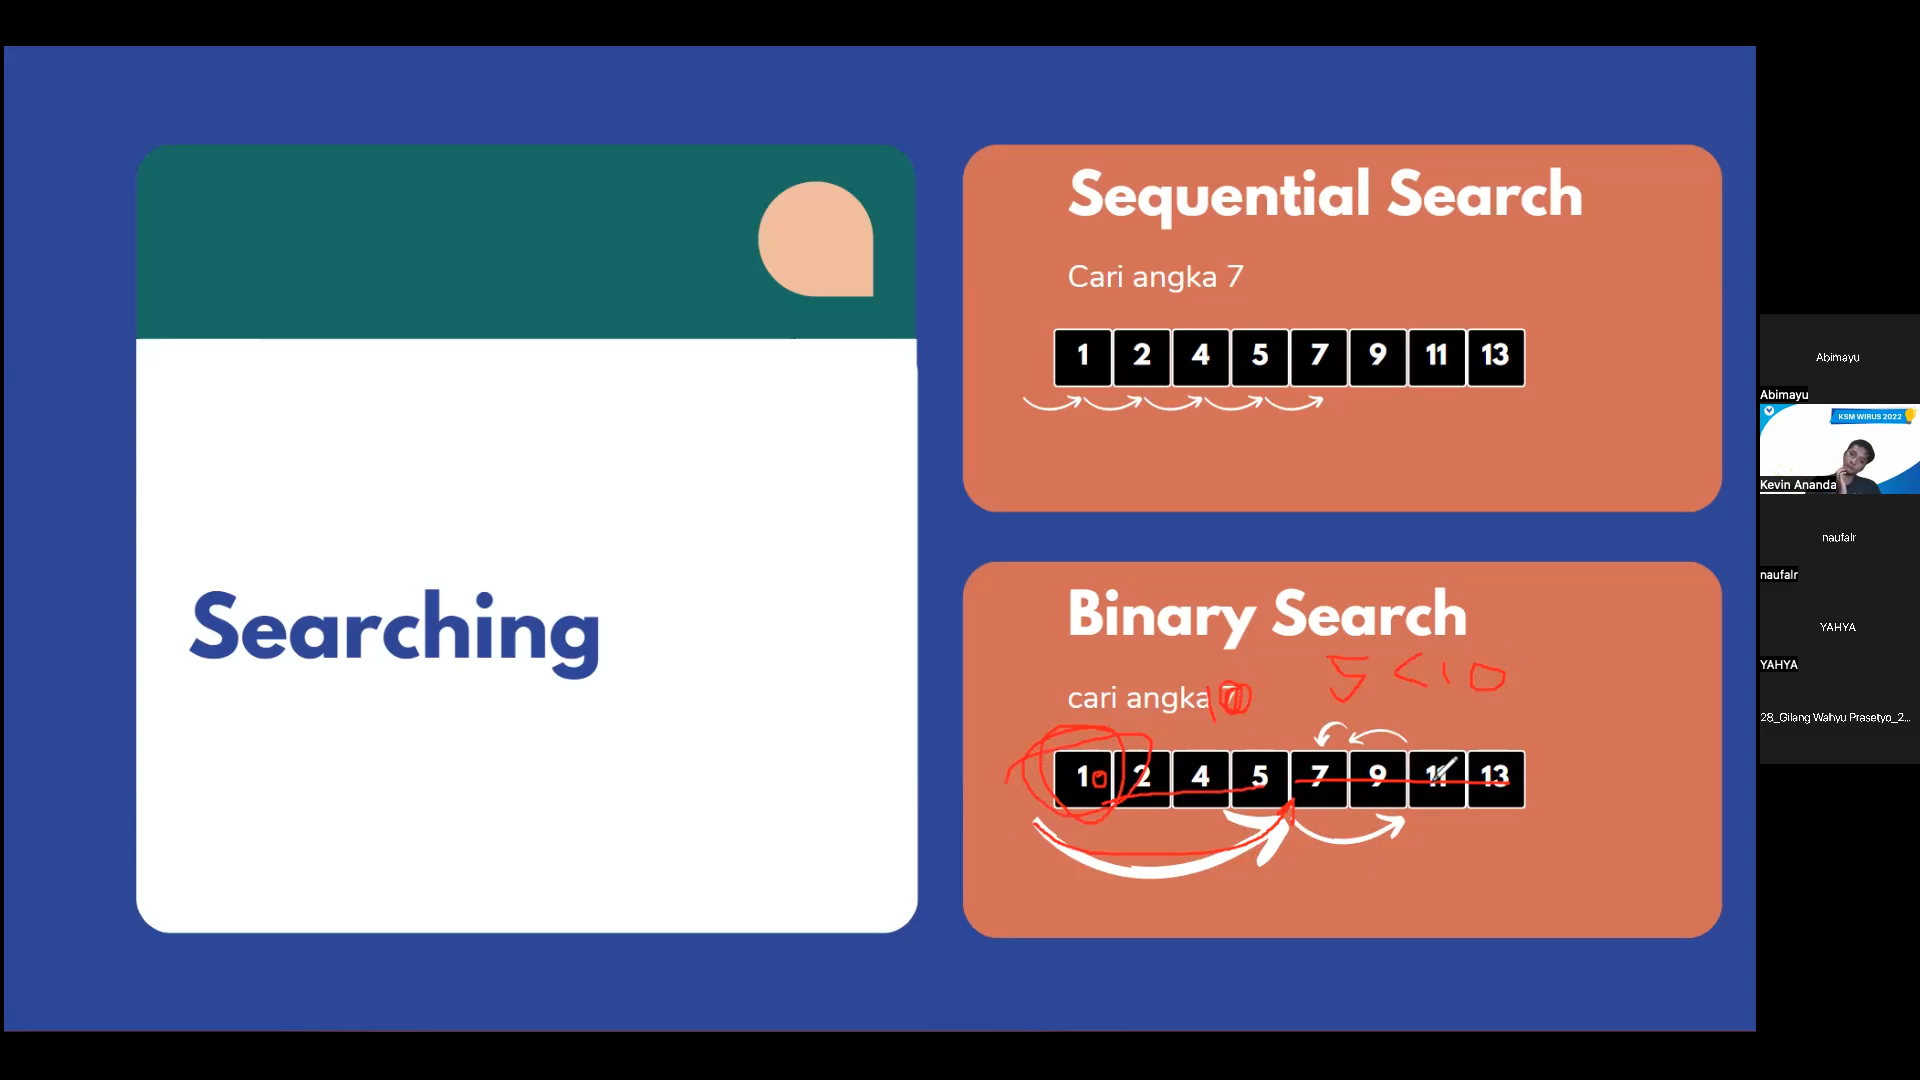 Searching
Sequential Search
Cari angka 7
1 2 4 5 7 9 11 13
Binary Search
5 < 10
cari angka 10
10 2 4 5 7 9 11 13
Abimayu
Abimayu
KSM WIRUS 2022
Kevin Ananda
naufalr
naufalr
YAHYA
YAHYA
28_Gilang Wahyu Prasetyo_2...